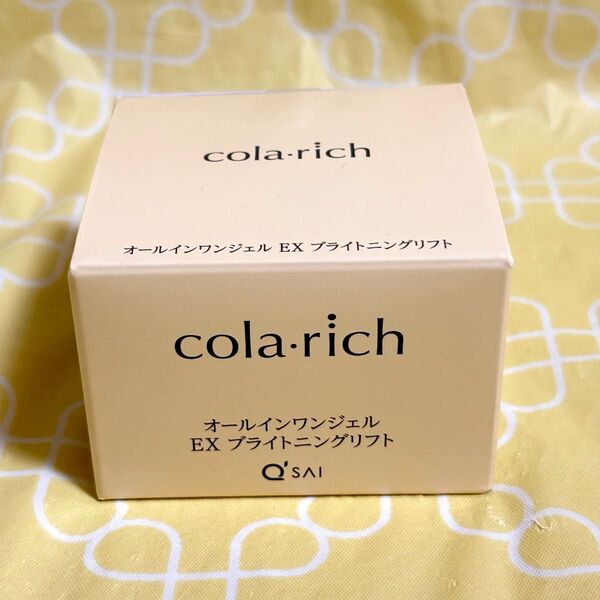 cola・rich
オールインワンジェル EX ブライトニングリフト
cola・rich
オールインワンジェル
EX ブライトニングリフト
Q'SAI